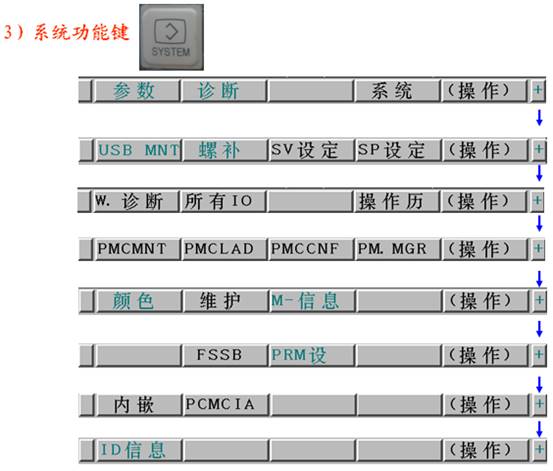 3) 系统功能键 SYSTEM
参数 诊断 系统 (操作) +
USB MNT 螺补 SV设定 SP设定 (操作) +
W.诊断 所有IO 操作历 (操作) +
PMCMNT PMCLAD PMCCNF PM.MGR (操作) +
颜色 维护 M-信息 (操作) +
FSSB PRM设 (操作) +
内嵌 PCMCIA (操作) +
ID信息 (操作) +